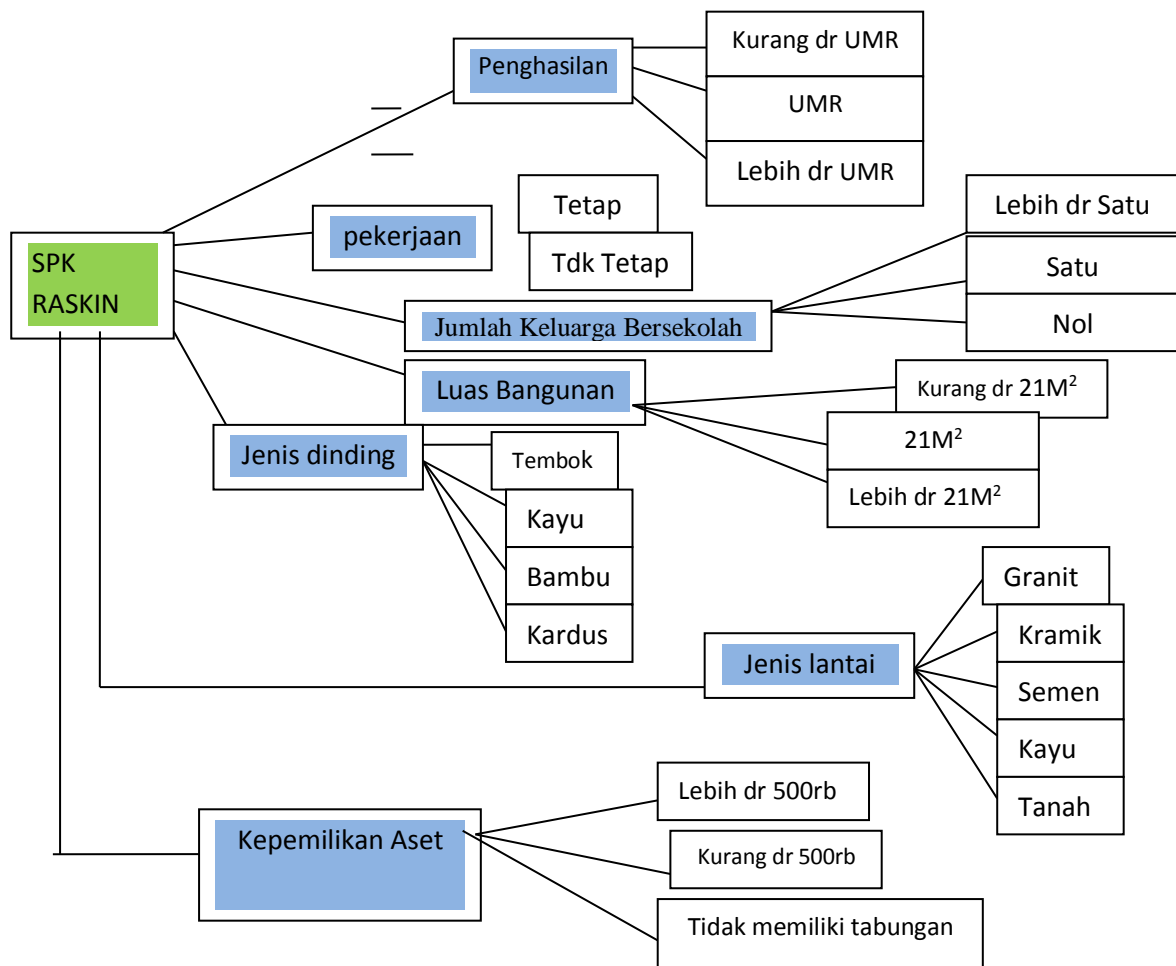 Penghasilan
Kurang dr UMR
UMR
Lebih dr UMR
SPK
RASKIN
pekerjaan
Tetap
Tdk Tetap
Jumlah Keluarga Bersekolah
Lebih dr Satu
Satu
Nol
Luas Bangunan
Kurang dr 21M²
21M²
Lebih dr 21M²
Jenis dinding
Tembok
Kayu
Bambu
Kardus
Jenis lantai
Granit
Kramik
Semen
Kayu
Tanah
Kepemilikan Aset
Lebih dr 500rb
Kurang dr 500rb
Tidak memiliki tabungan